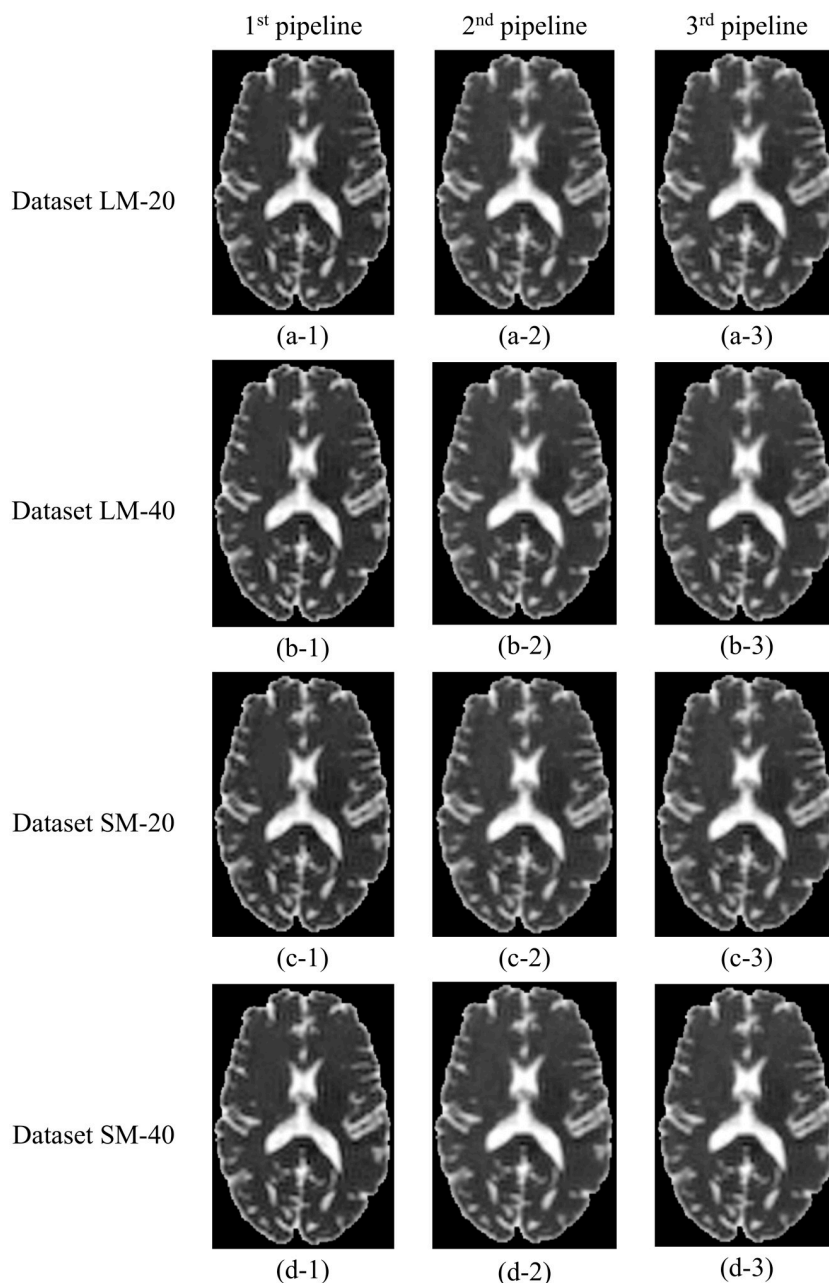 1st pipeline 2nd pipeline 3rd pipeline
Dataset LM-20
(a-1) (a-2) (a-3)
Dataset LM-40
(b-1) (b-2) (b-3)
Dataset SM-20
(c-1) (c-2) (c-3)
Dataset SM-40
(d-1) (d-2) (d-3)